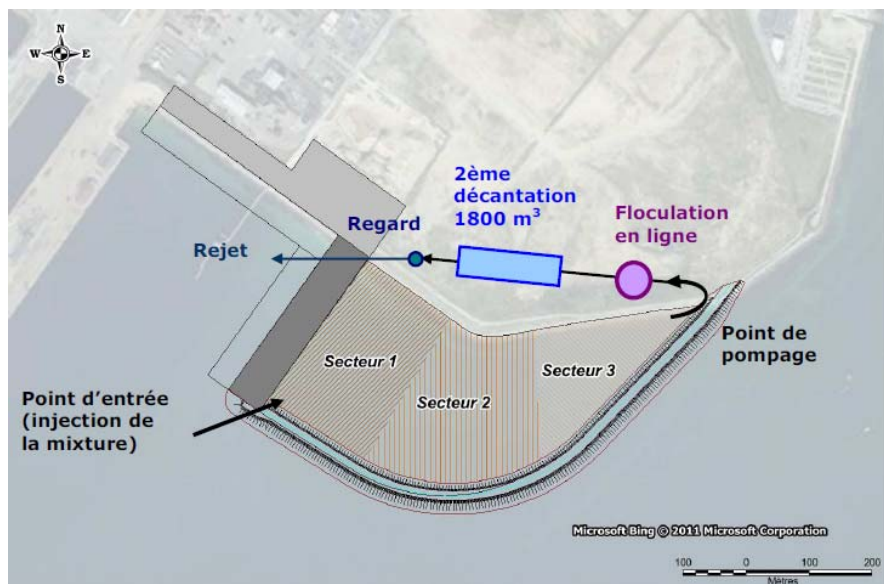 N
W E
S
2ème
décantation
1800 m³
Floculation
en ligne
Regard
Rejet
Point de
pompage
Secteur 1
Secteur 2
Secteur 3
Point d'entrée
(injection de
la mixture)
Microsoft Bing © 2011 Microsoft Corporation
100 0 100 200
Mètres